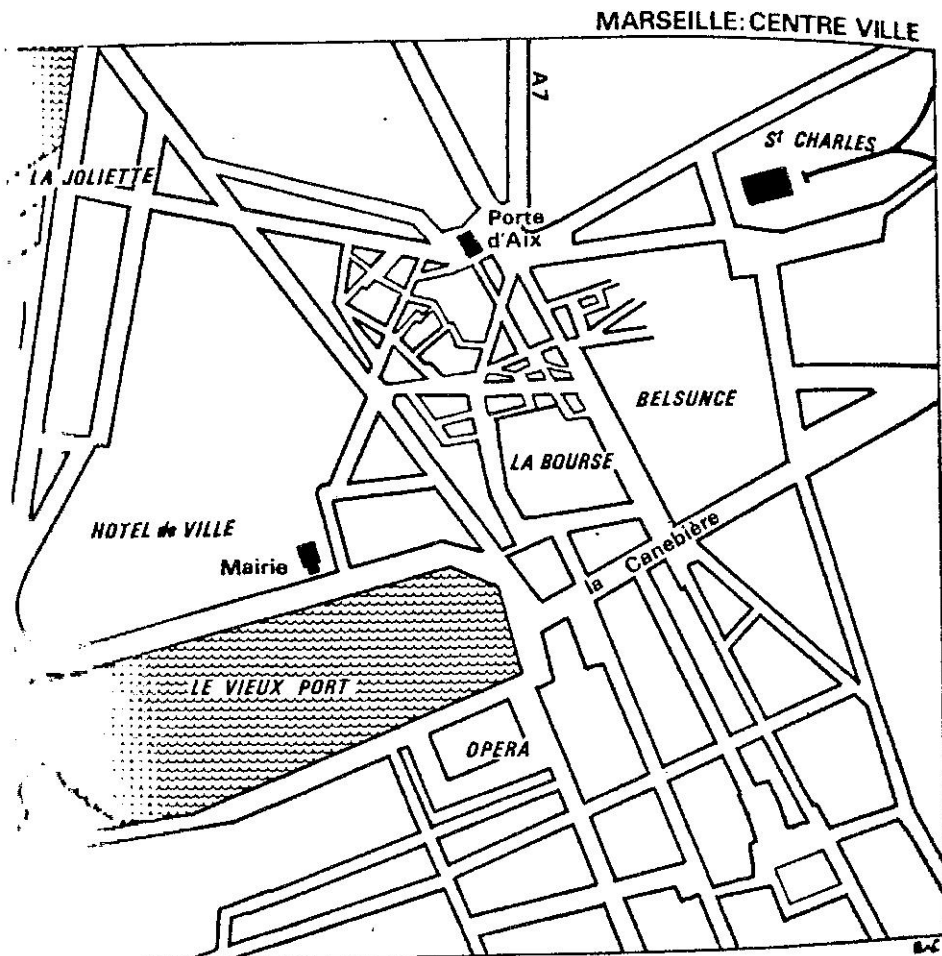 MARSEILLE: CENTRE VILLE
A7
St CHARLES
LA JOLIETTE
Porte
d'Aix
BELSUNCE
LA BOURSE
HOTEL de VILLE
la Canebière
Mairie
LE VIEUX PORT
OPERA